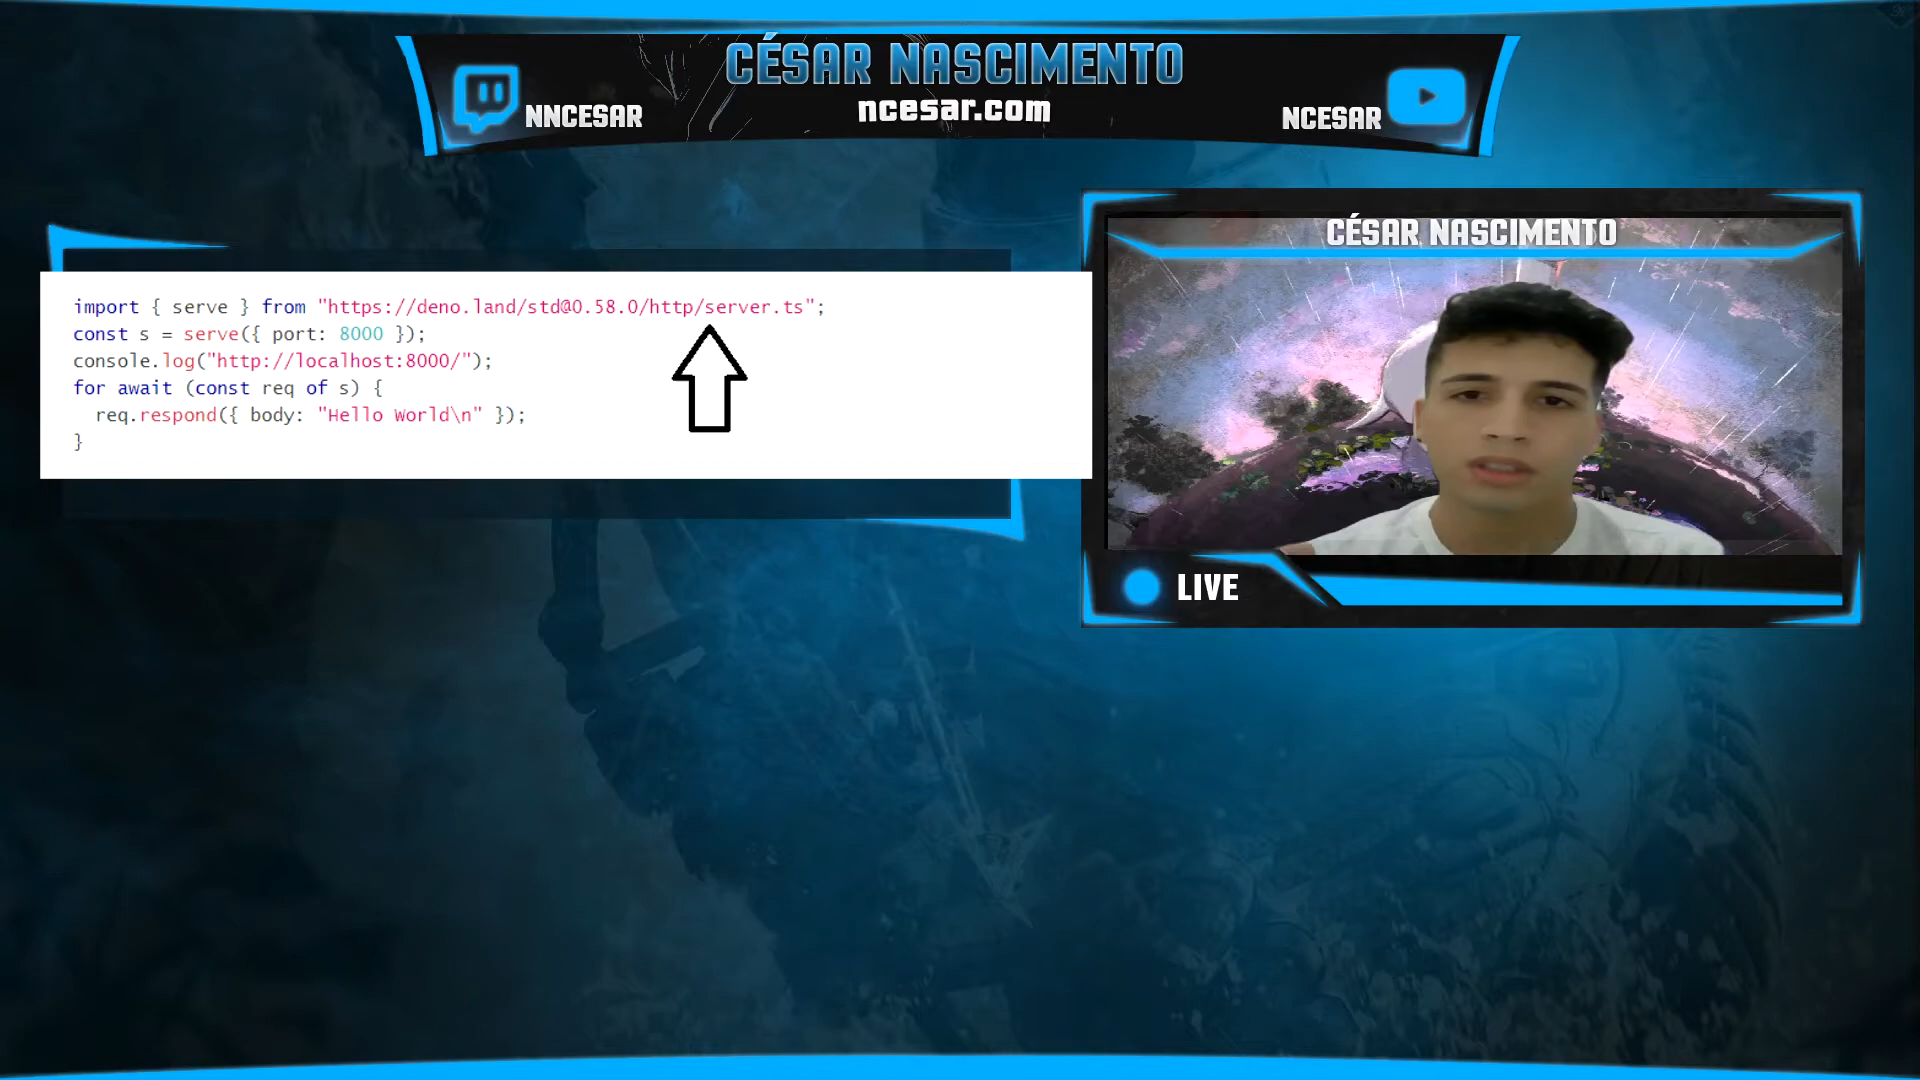 CÉSAR NASCIMENTO
ncesar.com
NNCESAR
NCESAR
import { serve } from "https://deno.land/std@0.58.0/http/server.ts";
const s = serve({ port: 8000 });
console.log("http://localhost:8000/");
for await (const req of s) {
  req.respond({ body: "Hello World\n" });
}
CÉSAR NASCIMENTO
LIVE